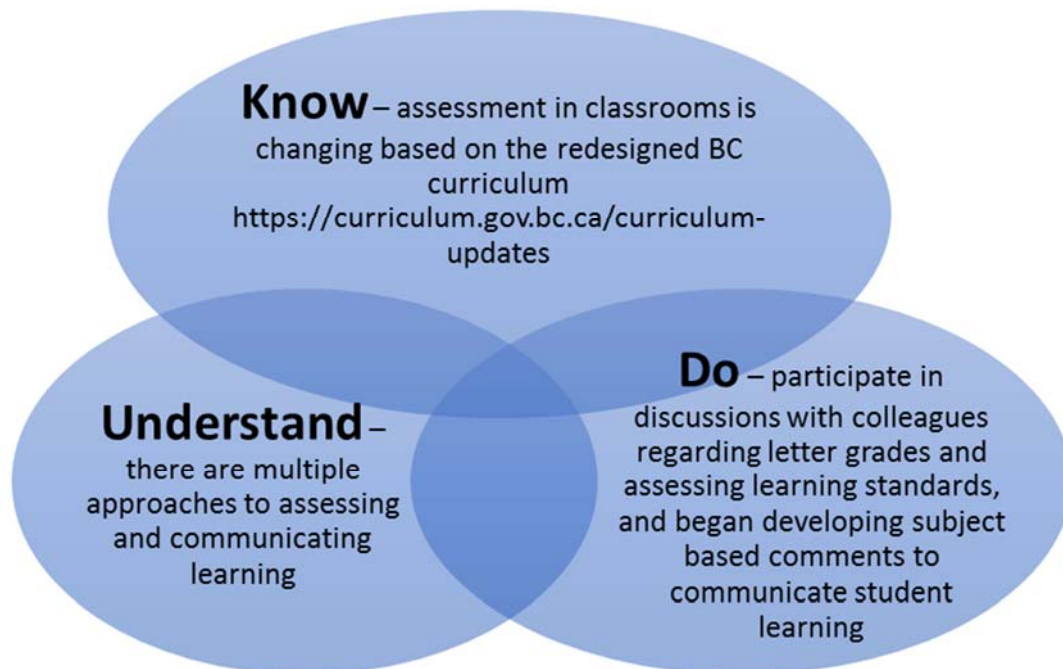 Know – assessment in classrooms is
changing based on the redesigned BC
curriculum
https://curriculum.gov.bc.ca/curriculum-
updates
Understand –
there are multiple
approaches to assessing
and communicating
learning
Do – participate in
discussions with colleagues
regarding letter grades and
assessing learning standards,
and began developing subject
based comments to
communicate student
learning